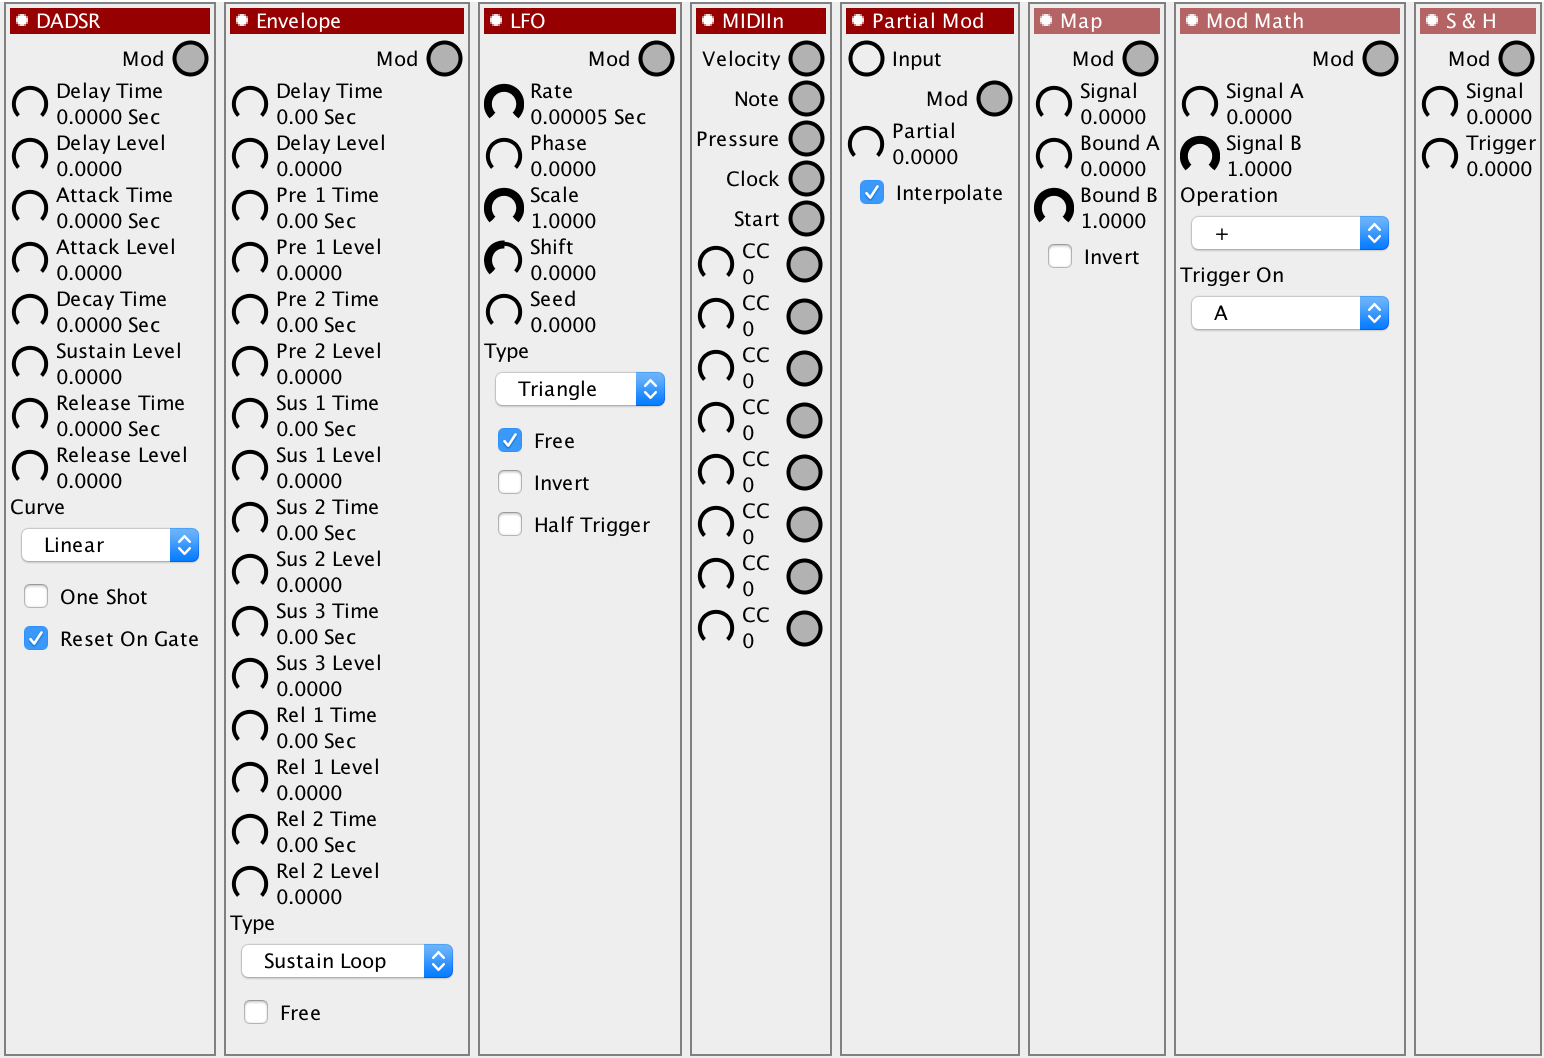 DADSR
Mod
Delay Time
0.0000 Sec
Delay Level
0.0000
Attack Time
0.0000 Sec
Attack Level
0.0000
Decay Time
0.0000 Sec
Sustain Level
0.0000
Release Time
0.0000 Sec
Release Level
0.0000
Curve
Linear
One Shot
Reset On Gate
Envelope
Mod
Delay Time
0.00 Sec
Delay Level
0.0000
Pre 1 Time
0.00 Sec
Pre 1 Level
0.0000
Pre 2 Time
0.00 Sec
Pre 2 Level
0.0000
Sus 1 Time
0.00 Sec
Sus 1 Level
0.0000
Sus 2 Time
0.00 Sec
Sus 2 Level
0.0000
Sus 3 Time
0.00 Sec
Sus 3 Level
0.0000
Rel 1 Time
0.00 Sec
Rel 1 Level
0.0000
Rel 2 Time
0.00 Sec
Rel 2 Level
0.0000
Type
Sustain Loop
Free
LFO
Mod
Rate
0.00005 Sec
Phase
0.0000
Scale
1.0000
Shift
0.0000
Seed
0.0000
Type
Triangle
Free
Invert
Half Trigger
MIDIIn
Velocity
Note
Pressure
Clock
Start
CC
0
CC
0
CC
0
CC
0
CC
0
CC
0
CC
0
CC
0
Partial Mod
Input
Mod
Partial
0.0000
Interpolate
Map
Mod
Signal
0.0000
Bound A
0.0000
Bound B
1.0000
Invert
Mod Math
Mod
Signal A
0.0000
Signal B
1.0000
Operation
+
Trigger On
A
S & H
Mod
Signal
0.0000
Trigger
0.0000